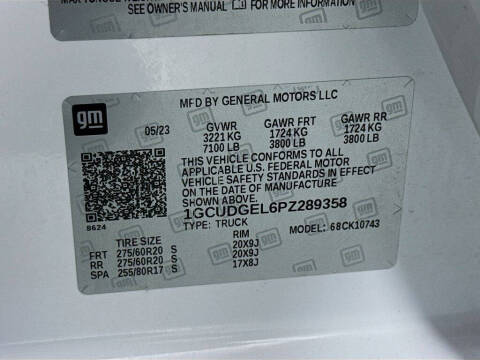 SEE OWNER'S MANUAL FOR MORE INFORMATION
gm
MFD BY GENERAL MOTORS LLC
05/23 GVWR GAWR FRT GAWR RR
3221 KG 1724 KG 1724 KG
7100 LB 3800 LB 3800 LB
THIS VEHICLE CONFORMS TO ALL
APPLICABLE U.S. FEDERAL MOTOR
VEHICLE SAFETY STANDARDS IN EFFECT
ON THE DATE OF MANUFACTURE
SHOWN ABOVE.
1GCUDGEL6PZ289358
8624
TYPE: TRUCK MODEL: 68CK10743
TIRE SIZE RIM
FRT 275/60R20 S 20X9J
RR 275/60R20 S 20X9J
SPA 255/80R17 S 17X8J